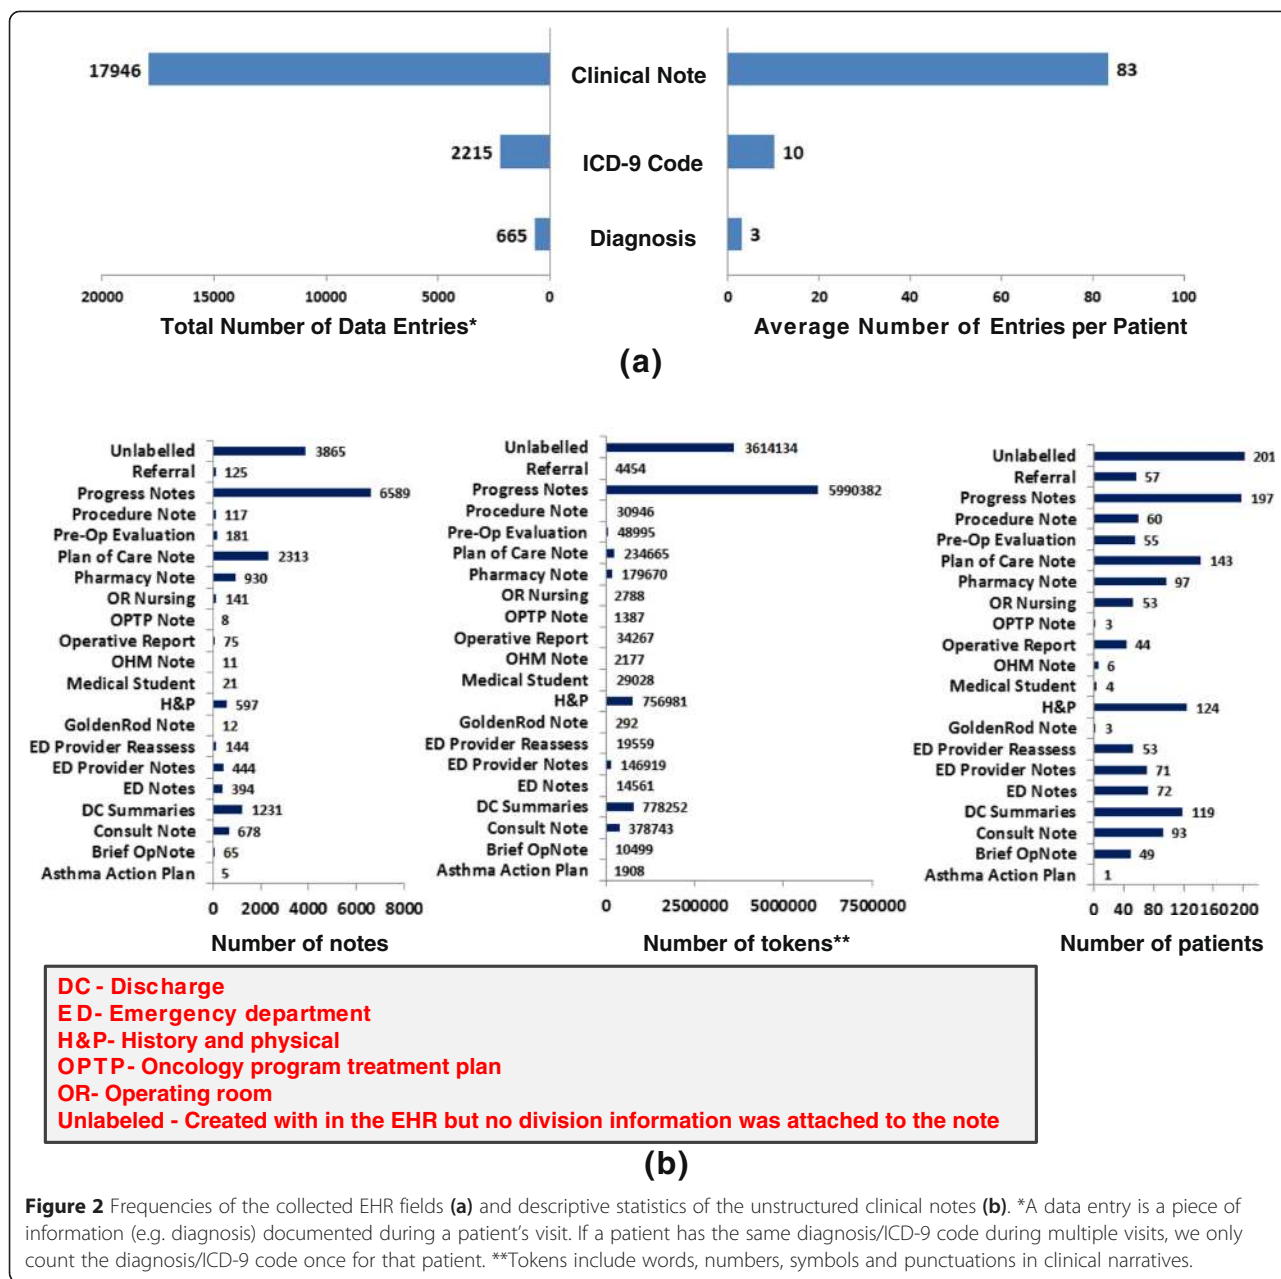 17946
Clinical Note
83
2215
ICD-9 Code
10
665
Diagnosis
3
20000 15000 10000 5000 0
0 20 40 60 80 100
Total Number of Data Entries*
Average Number of Entries per Patient
(a)
Unlabelled 3865
Referral 125
Progress Notes 6589
Procedure Note 117
Pre-Op Evaluation 181
Plan of Care Note 2313
Pharmacy Note 930
OR Nursing 141
OPTP Note 8
Operative Report 75
OHM Note 11
Medical Student 21
H&P 597
GoldenRod Note 12
ED Provider Reassess 144
ED Provider Notes 444
ED Notes 394
DC Summaries 1231
Consult Note 678
Brief OpNote 65
Asthma Action Plan 5
0 2000 4000 6000 8000
Number of notes
Unlabelled 3614134
Referral 4454
Progress Notes 5990382
Procedure Note 30946
Pre-Op Evaluation 48995
Plan of Care Note 234665
Pharmacy Note 179670
OR Nursing 2788
OPTP Note 1387
Operative Report 34267
OHM Note 2177
Medical Student 29028
H&P 756981
GoldenRod Note 292
ED Provider Reassess 19559
ED Provider Notes 146919
ED Notes 14561
DC Summaries 778252
Consult Note 378743
Brief OpNote 10499
Asthma Action Plan 1908
0 2500000 5000000 7500000
Number of tokens**
Unlabelled 201
Referral 57
Progress Notes 197
Procedure Note 60
Pre-Op Evaluation 55
Plan of Care Note 143
Pharmacy Note 97
OR Nursing 53
OPTP Note 3
Operative Report 44
OHM Note 6
Medical Student 4
H&P 124
GoldenRod Note 3
ED Provider Reassess 53
ED Provider Notes 71
ED Notes 72
DC Summaries 119
Consult Note 93
Brief OpNote 49
Asthma Action Plan 1
0 40 80 120 160 200
Number of patients
DC - Discharge
ED- Emergency department
H&P- History and physical
OPTP- Oncology program treatment plan
OR- Operating room
Unlabeled - Created with in the EHR but no division information was attached to the note
(b)
Figure 2 Frequencies of the collected EHR fields (a) and descriptive statistics of the unstructured clinical notes (b). *A data entry is a piece of
information (e.g. diagnosis) documented during a patient's visit. If a patient has the same diagnosis/ICD-9 code during multiple visits, we only
count the diagnosis/ICD-9 code once for that patient. **Tokens include words, numbers, symbols and punctuations in clinical narratives.